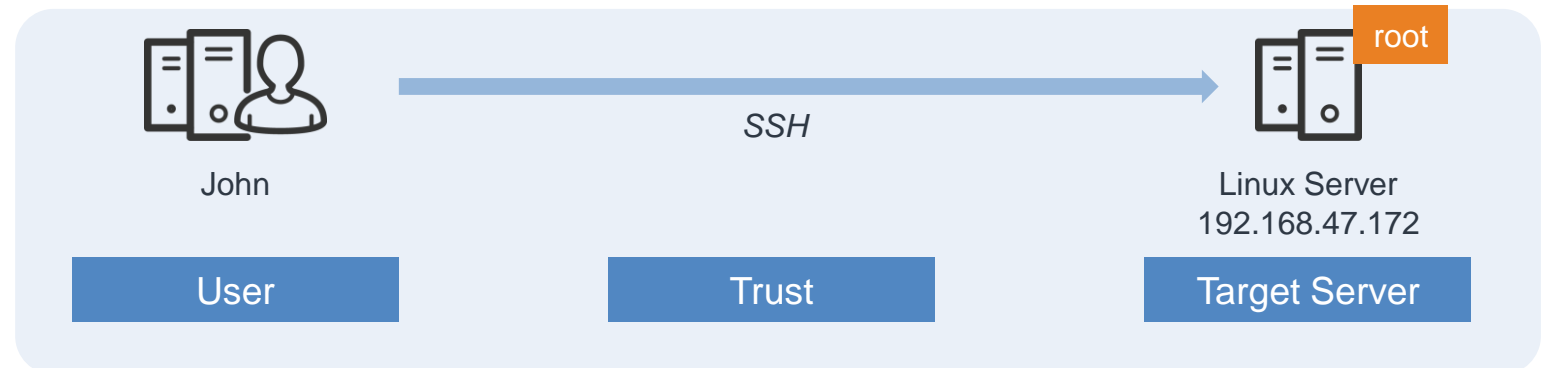 root
SSH
John
Linux Server
192.168.47.172
User
Trust
Target Server